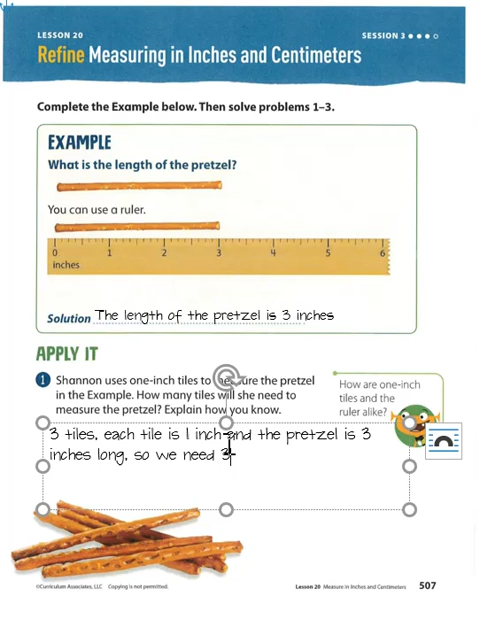 LESSON 20
SESSION 3
Refine Measuring in Inches and Centimeters
Complete the Example below. Then solve problems 1–3.
EXAMPLE
What is the length of the pretzel?
You can use a ruler.
0 1 2 3 4 5 6
inches
Solution The length of the pretzel is 3 inches
APPLY IT
1 Shannon uses one-inch tiles to measure the pretzel
in the Example. How many tiles will she need to
measure the pretzel? Explain how you know.
How are one-inch
tiles and the
ruler alike?
3 tiles, each tile is 1 inch and the pretzel is 3
inches long, so we need 3
©Curriculum Associates, LLC Copying is not permitted.
Lesson 20 Measure in Inches and Centimeters 507